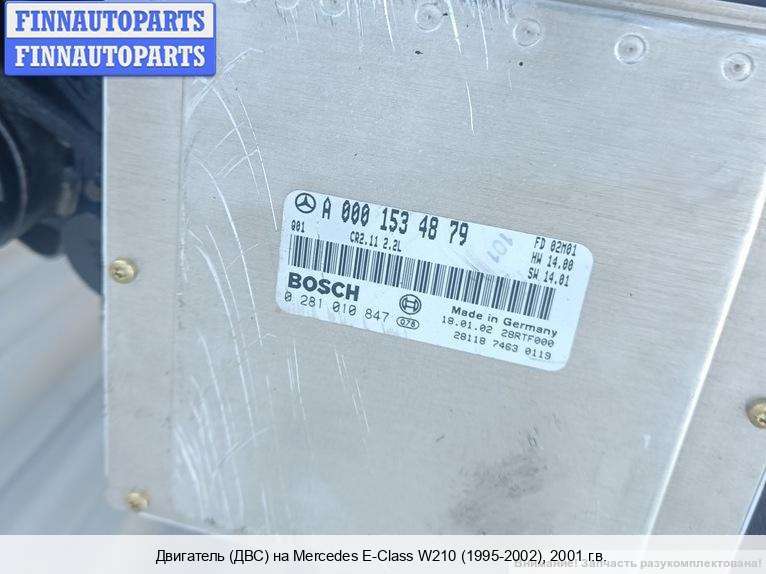 FINNAUTOPARTS
FINNAUTOPARTS
A 000 153 48 79
Q01 CR2.11 2.2L
FD 02M01
HW 14.00
SW 14.01
101
BOSCH
0 281 010 847
078
Made in Germany
18.01.02 28RTF000
28118 7463 0119
Двигатель (ДВС) на Mercedes E-Class W210 (1995-2002), 2001 г.в.
Внимание! Запчасть разукомплектована!